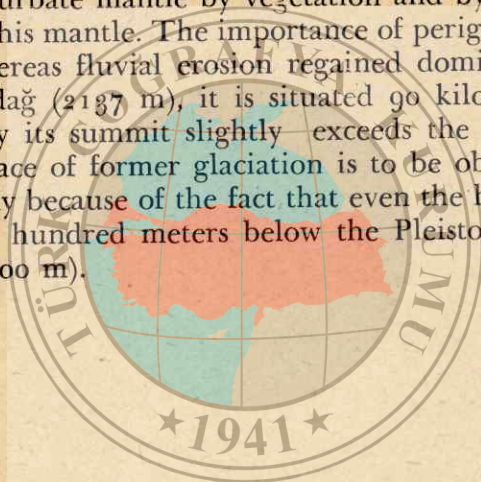 turbate mantle by vegetation and by
his mantle. The importance of perig
ereas fluvial erosion regained domi
dağ (2137 m), it is situated 90 kilo
y its summit slightly exceeds the
ace of former glaciation is to be ob
y because of the fact that even the h
hundred meters below the Pleisto
oo m).
TÜRK COĞRAFYA KURUMU
1941